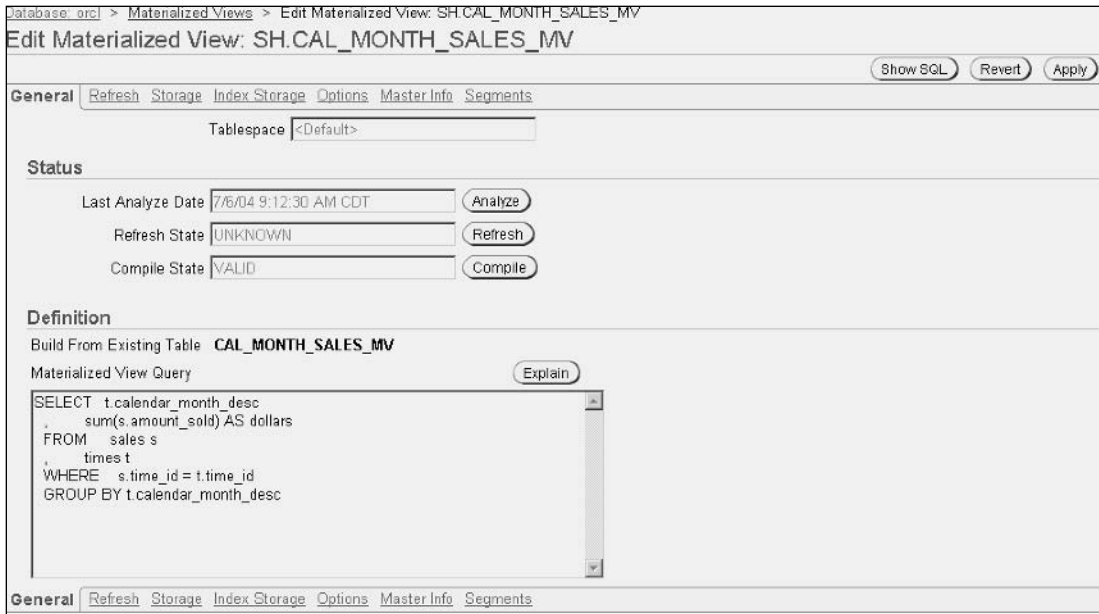 Database: orcl > Materialized Views > Edit Materialized View: SH.CAL_MONTH_SALES_MV
Edit Materialized View: SH.CAL_MONTH_SALES_MV
Show SQL Revert Apply
General Refresh Storage Index Storage Options Master Info Segments
Tablespace <Default>
Status
Last Analyze Date 7/6/04 9:12:30 AM CDT Analyze
Refresh State UNKNOWN Refresh
Compile State VALID Compile
Definition
Build From Existing Table CAL_MONTH_SALES_MV
Materialized View Query Explain
SELECT t.calendar_month_desc
, sum(s.amount_sold) AS dollars
FROM sales s
, times t
WHERE s.time_id = t.time_id
GROUP BY t.calendar_month_desc
General Refresh Storage Index Storage Options Master Info Segments